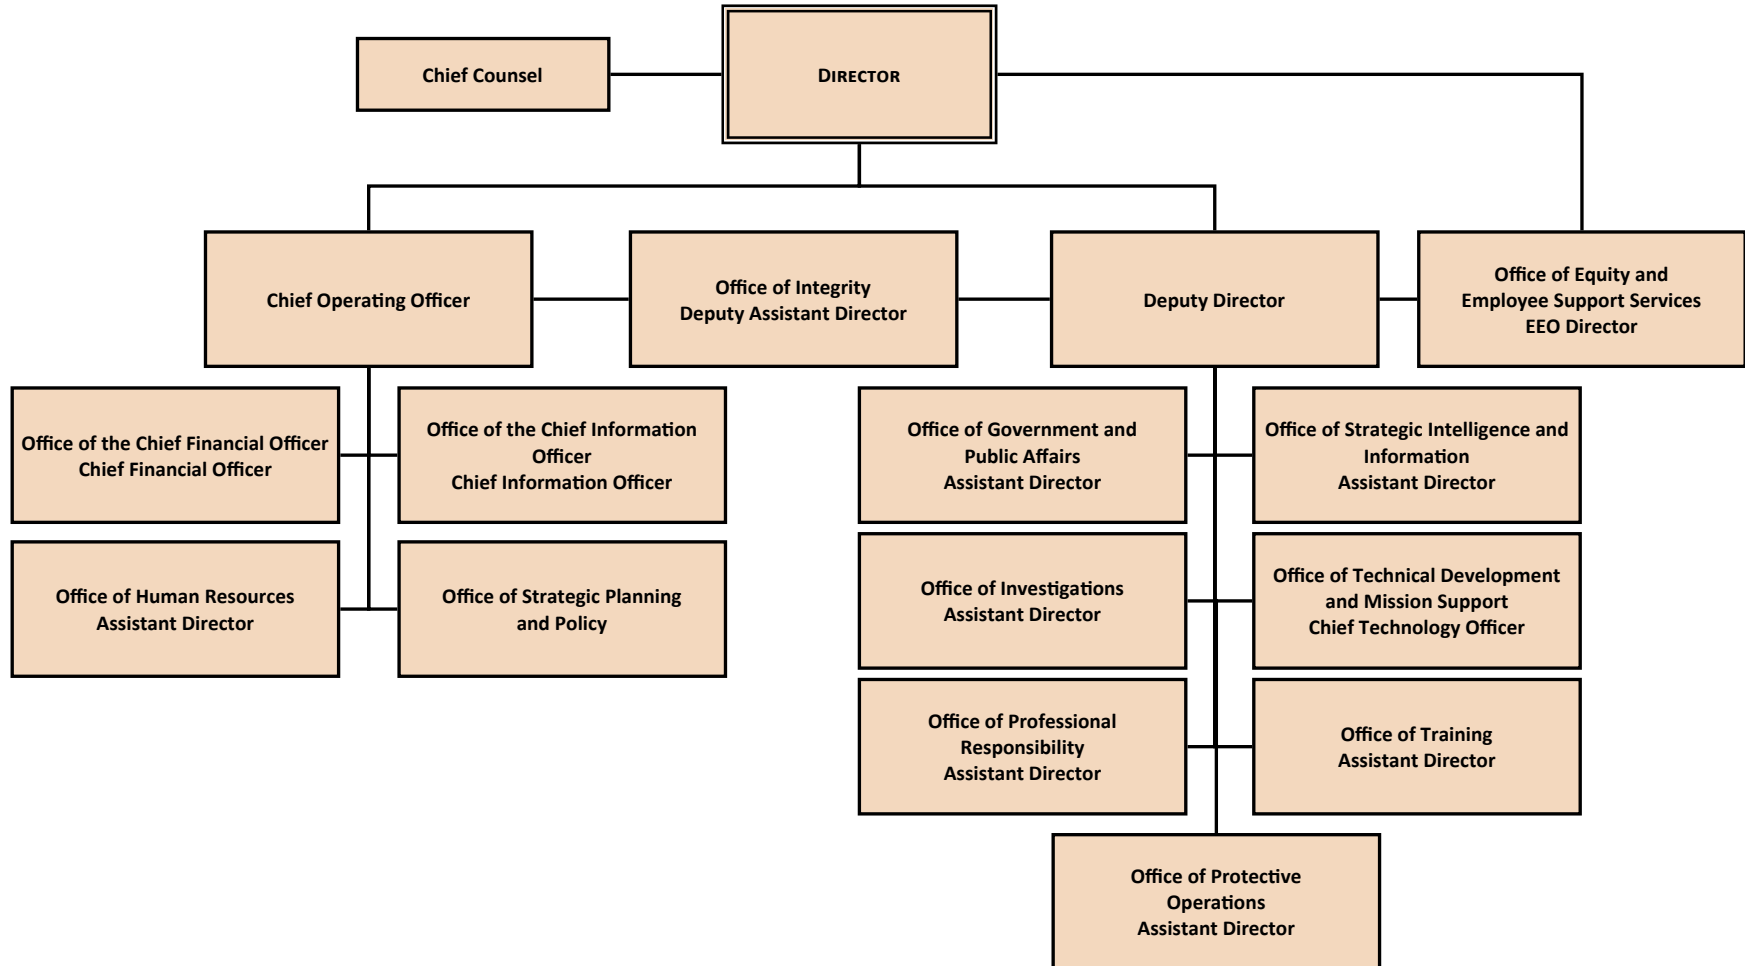 Chief Counsel
DIRECTOR
Chief Operating Officer
Office of Integrity
Deputy Assistant Director
Deputy Director
Office of Equity and
Employee Support Services
EEO Director
Office of the Chief Financial Officer
Chief Financial Officer
Office of the Chief Information
Officer
Chief Information Officer
Office of Government and
Public Affairs
Assistant Director
Office of Strategic Intelligence and
Information
Assistant Director
Office of Human Resources
Assistant Director
Office of Strategic Planning
and Policy
Office of Investigations
Assistant Director
Office of Technical Development
and Mission Support
Chief Technology Officer
Office of Professional
Responsibility
Assistant Director
Office of Training
Assistant Director
Office of Protective
Operations
Assistant Director